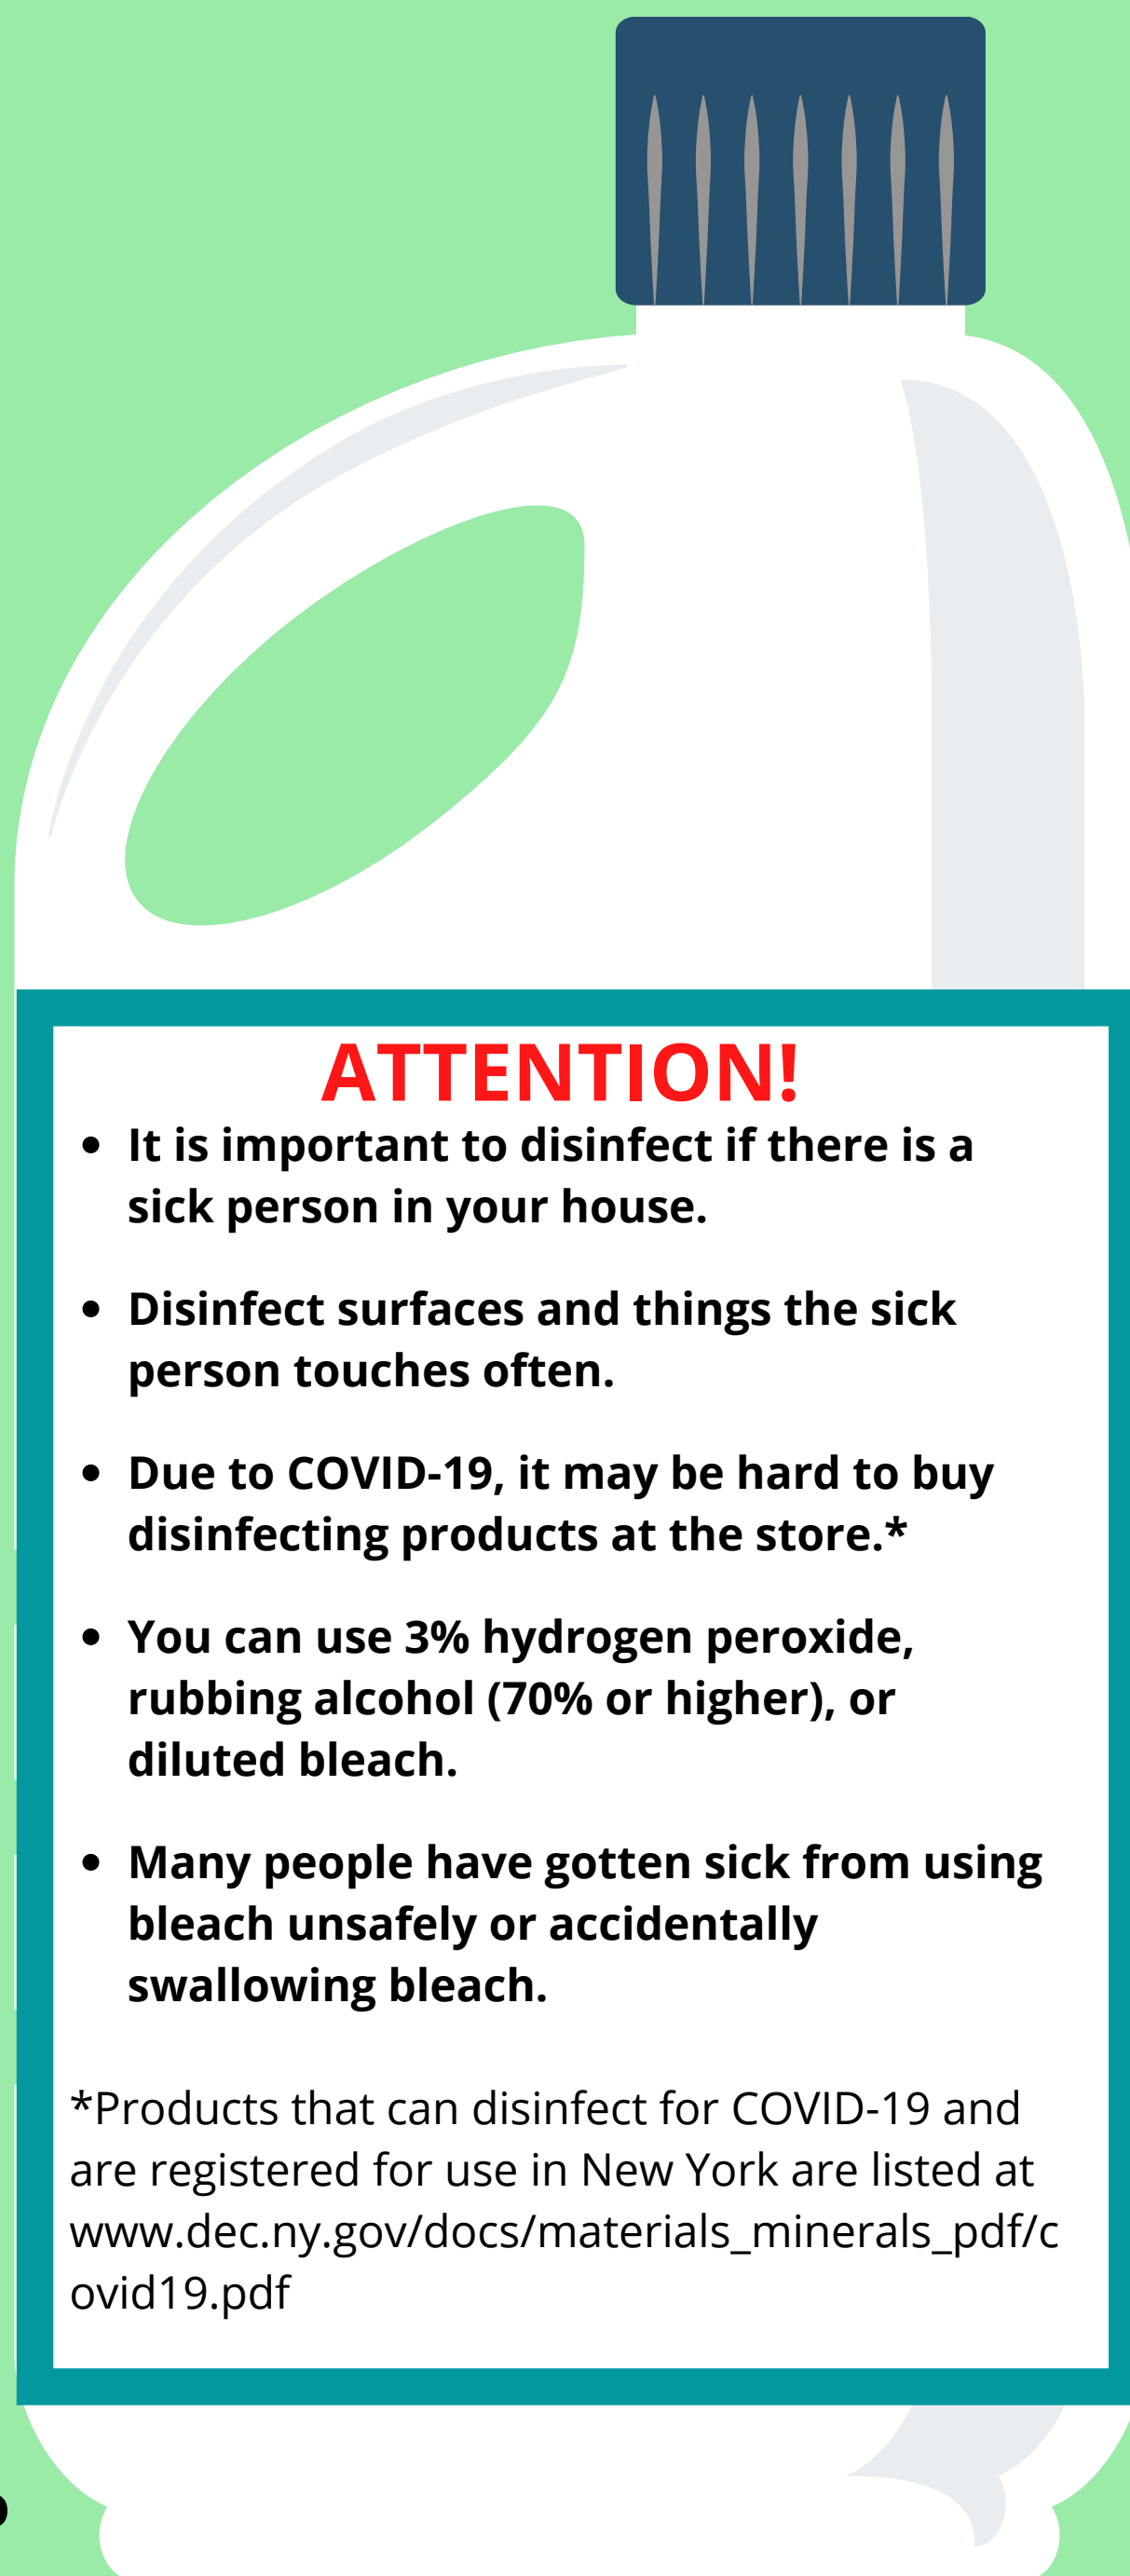 ATTENTION!
• It is important to disinfect if there is a
sick person in your house.
• Disinfect surfaces and things the sick
person touches often.
• Due to COVID-19, it may be hard to buy
disinfecting products at the store.*
• You can use 3% hydrogen peroxide,
rubbing alcohol (70% or higher), or
diluted bleach.
• Many people have gotten sick from using
bleach unsafely or accidentally
swallowing bleach.
*Products that can disinfect for COVID-19 and
are registered for use in New York are listed at
www.dec.ny.gov/docs/materials_minerals_pdf/c
ovid19.pdf